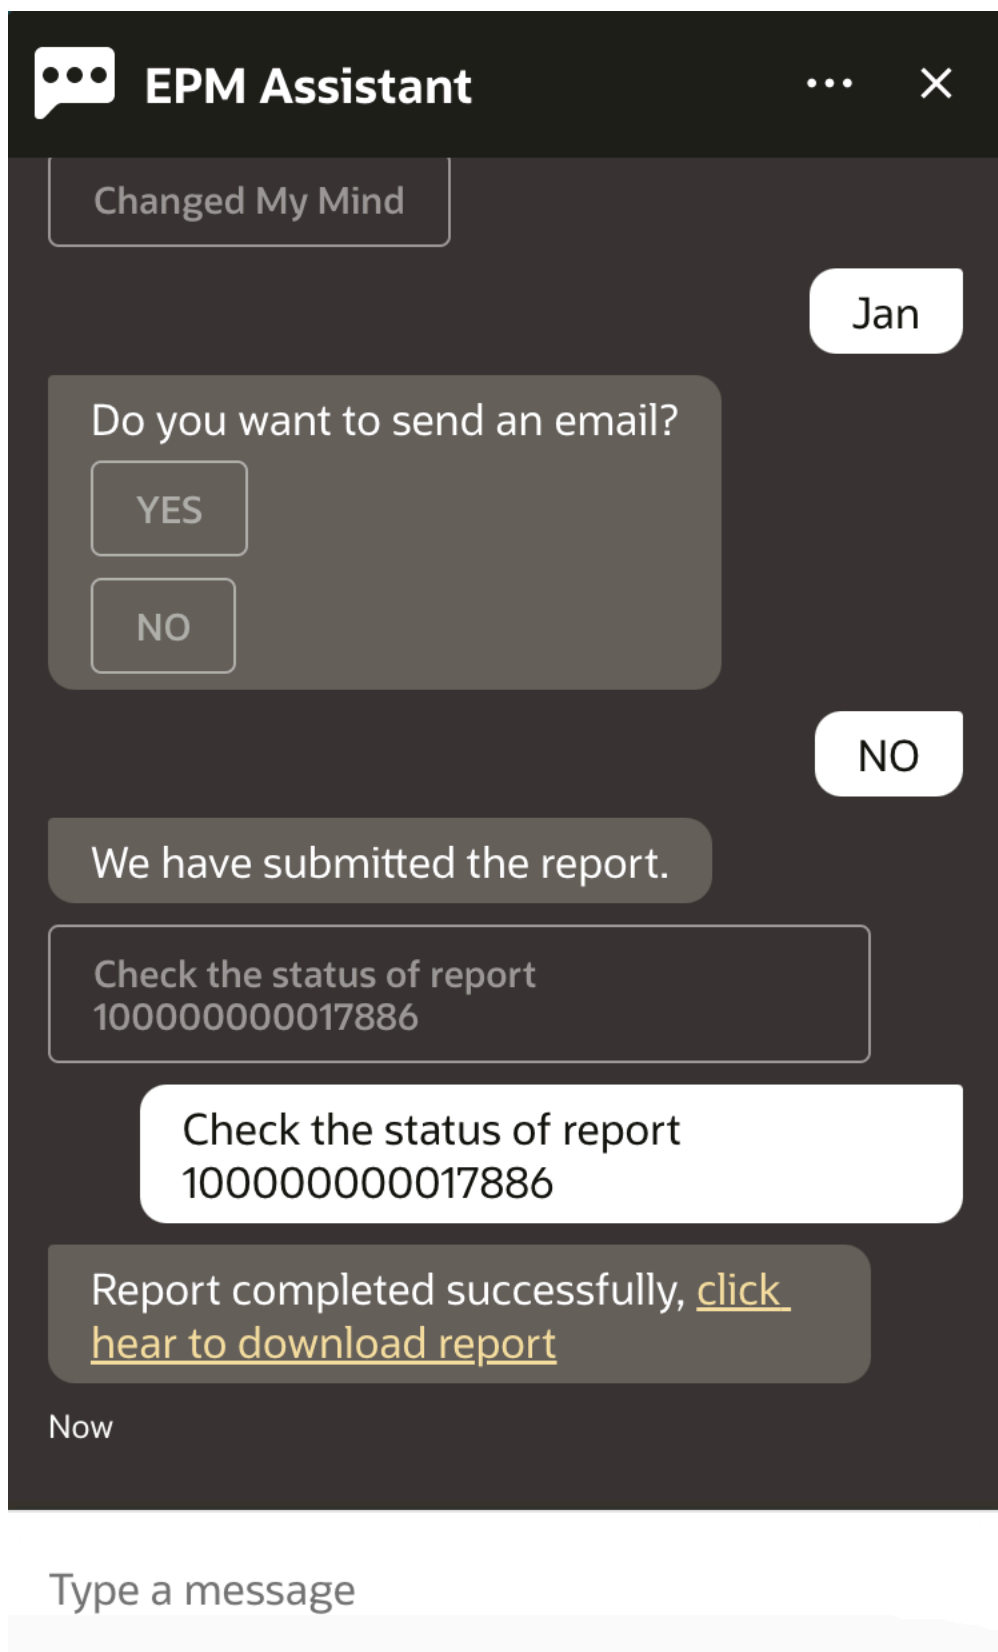 EPM Assistant
Changed My Mind
Jan
Do you want to send an email?
YES
NO
NO
We have submitted the report.
Check the status of report
100000000017886
Check the status of report
100000000017886
Report completed successfully, click
hear to download report
Now
Type a message